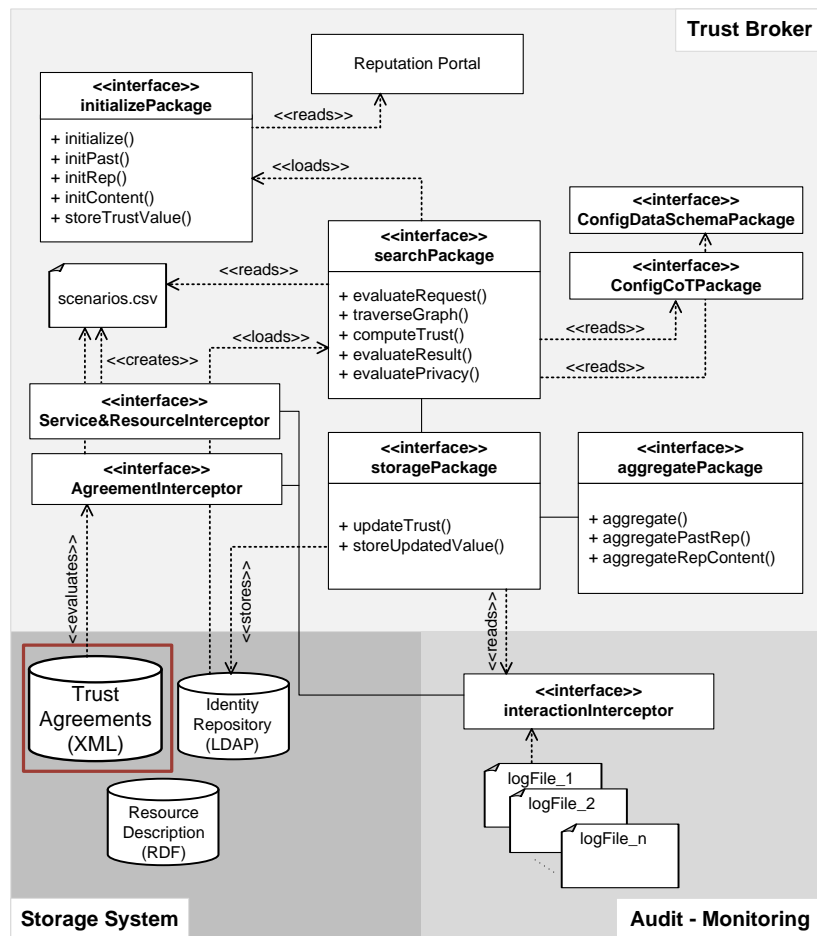 Trust Broker
Reputation Portal
<<interface>>
initializePackage
+ initialize()
+ initPast()
+ initRep()
+ initContent()
+ storeTrustValue()
<<reads>>
<<loads>>
<<interface>>
ConfigDataSchemaPackage
<<interface>>
searchPackage
+ evaluateRequest()
+ traverseGraph()
+ computeTrust()
+ evaluateResult()
+ evaluatePrivacy()
<<interface>>
ConfigCoTPackage
<<reads>>
scenarios.csv
<<reads>>
<<loads>>
<<creates>>
<<reads>>
<<interface>>
Service&ResourceInterceptor
<<interface>>
AgreementInterceptor
<<interface>>
storagePackage
+ updateTrust()
+ storeUpdatedValue()
<<interface>>
aggregatePackage
+ aggregate()
+ aggregatePastRep()
+ aggregateRepContent()
<<evaluates>>
<<stores>>
<<reads>>
Trust
Agreements
(XML)
Identity
Repository
(LDAP)
<<interface>>
interactionInterceptor
Resource
Description
(RDF)
logFile_1
logFile_2
logFile_n
Storage System
Audit - Monitoring